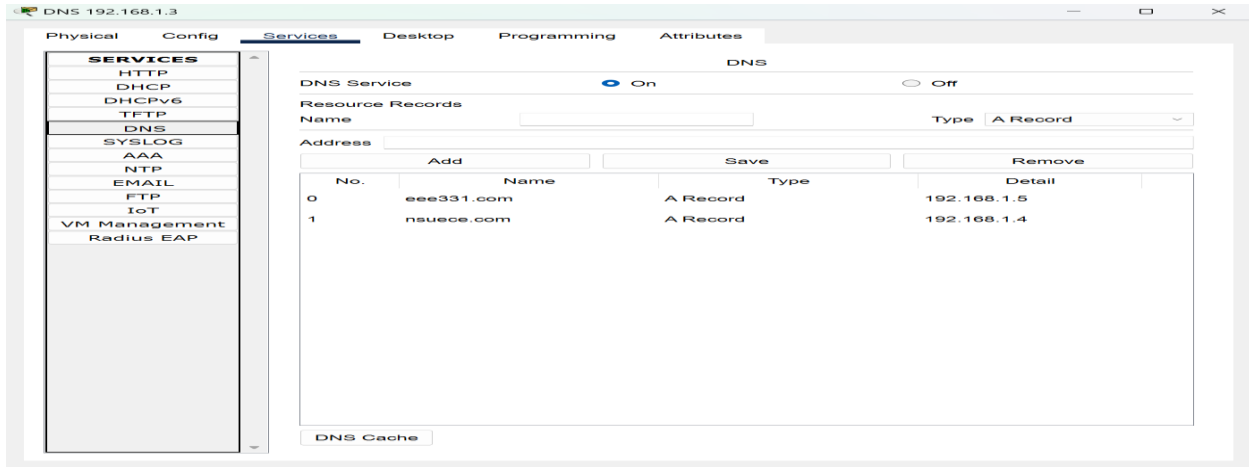 DNS 192.168.1.3
Physical Config Services Desktop Programming Attributes
SERVICES
HTTP
DHCP
DHCPv6
TFTP
DNS
SYSLOG
AAA
NTP
EMAIL
FTP
IoT
VM Management
Radius EAP
DNS
DNS Service On Off
Resource Records
Name Type A Record
Address
Add Save Remove
No. Name Type Detail
0 eee331.com A Record 192.168.1.5
1 nsuece.com A Record 192.168.1.4
DNS Cache